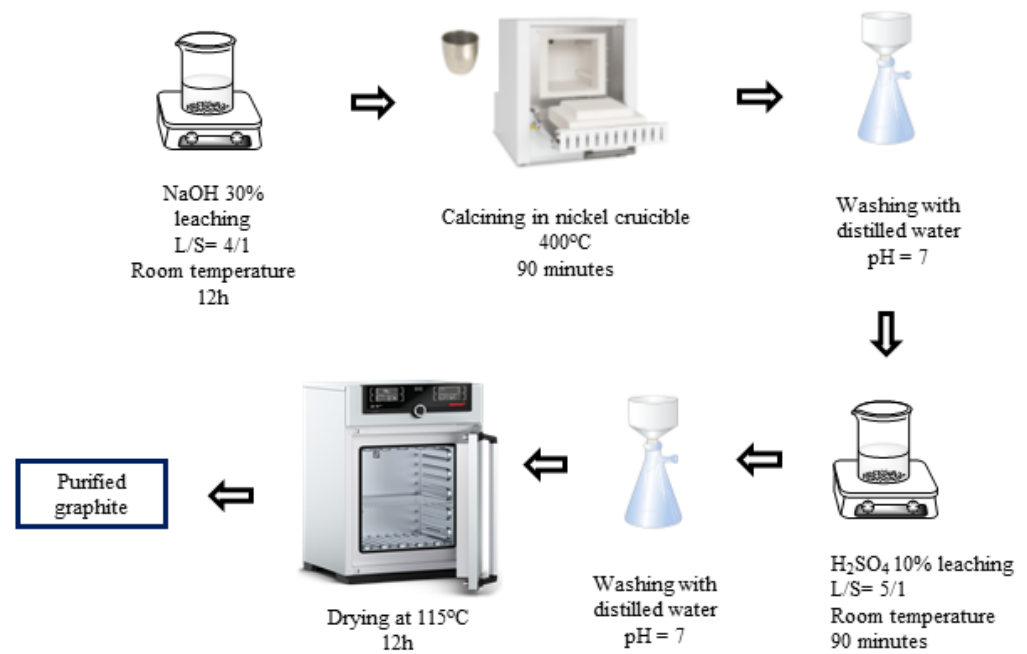 NaOH 30%
leaching
L/S= 4/1
Room temperature
12h
Calcining in nickel cruicible
400°C
90 minutes
Washing with
distilled water
pH = 7
H₂SO₄ 10% leaching
L/S= 5/1
Room temperature
90 minutes
Washing with
distilled water
pH = 7
Drying at 115°C
12h
Purified
graphite